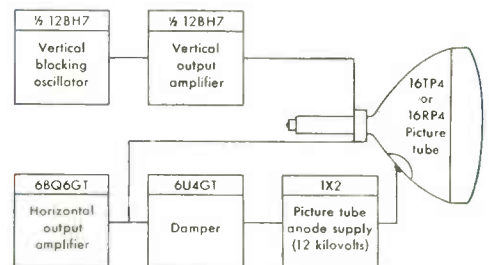 ½ 12BH7
Vertical
blocking
oscillator
½ 12BH7
Vertical
output
amplifier
16TP4
or
16RP4
Picture
tube
6BQ6GT
Horizontal
output
amplifier
6U4GT
Damper
1X2
Picture tube
anode supply
(12 kilovolts)